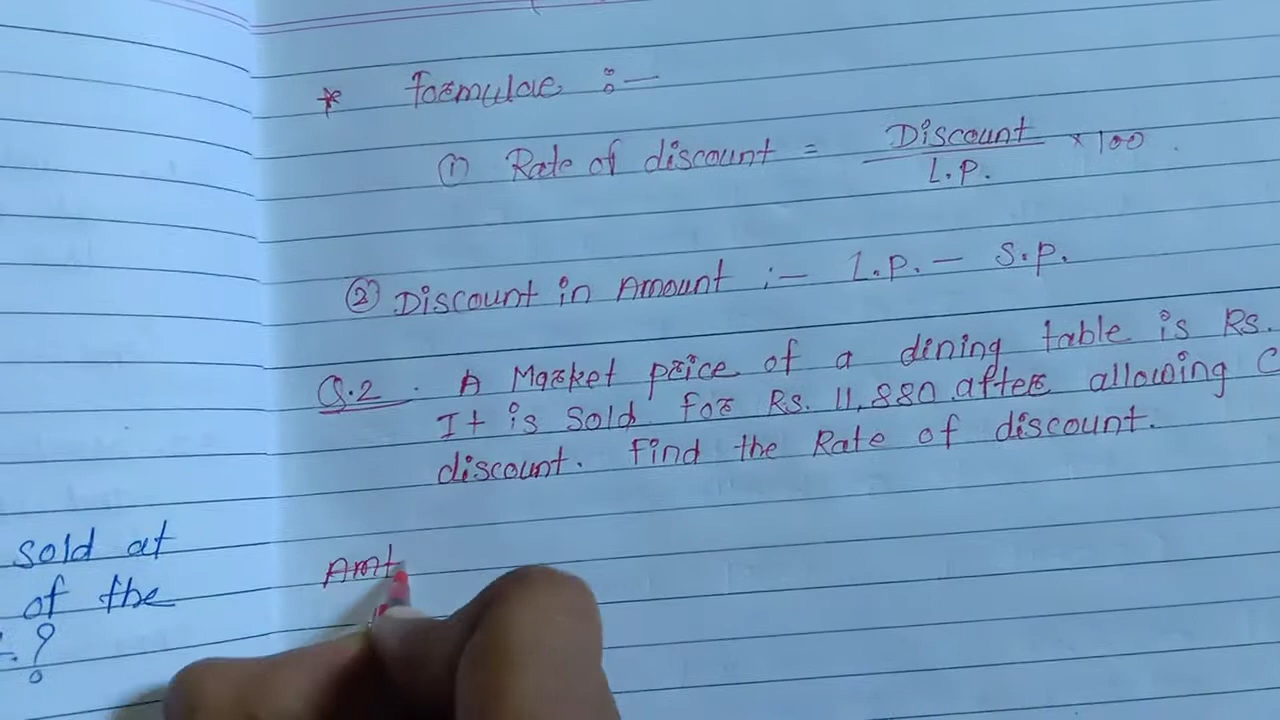 * Formulae :—
(1) Rate of discount = Discount / L.P. × 100
(2) Discount in Amount :— L.P. — S.P.
Q.2. A Market price of a dining table is Rs.
It is sold for Rs. 11,880 after allowing
discount. Find the Rate of discount.
sold at
of the
?
Amt